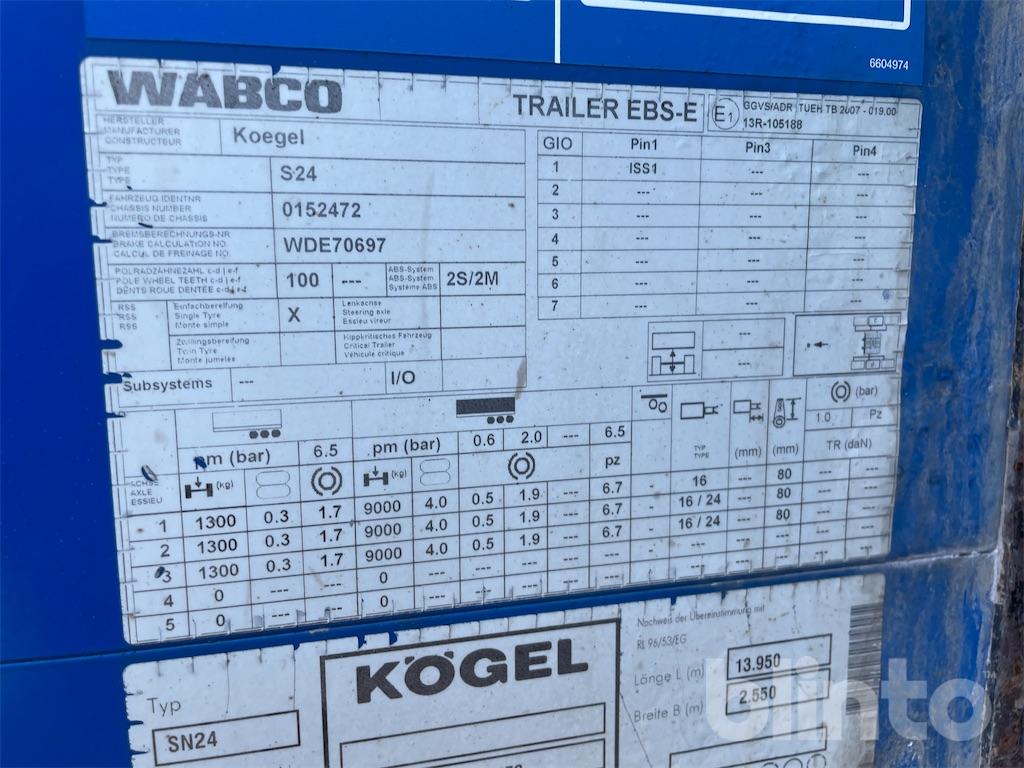 6604974
WABCO
TRAILER EBS-E E1 GGVS/ADR TUEH TB 2007 - 019.00
13R-105188
HERSTELLER
MANUFACTURER
CONSTRUCTEUR
Koegel
TYP
TYPE
TYPE
S24
FAHRZEUG IDENTNR
CHASSIS NUMBER
NUMERO DE CHASSIS
0152472
BREMSBERECHNUNGS-NR
BRAKE CALCULATION NO.
CALCUL DE FREINAGE NO.
WDE70697
POLRADZÄHNEZAHL c-d | e-f
POLE WHEEL TEETH c-d | e-f
DENTS ROUE DENTEE c-d | e-f
100 ---
ABS-System
ABS-System
Système ABS
2S/2M
RSS
RSS
RSS
Einfachbereifung
Single Tyre
Monte simple
X
Lenkachse
Steering axle
Essieu vireur
Zwillingsbereifung
Twin Tyre
Monte jumelée
Kippkritisches Fahrzeug
Critical Trailer
Véhicule critique
Subsystems --- I/O
GIO Pin1 Pin3 Pin4
1 ISS1 --- ---
2 --- --- ---
3 --- --- ---
4 --- --- ---
5 --- --- ---
6 --- --- ---
7 --- --- ---
---
---
pm (bar) 6.5 pm (bar) 0.6 2.0 --- 6.5
(bar)
1.0 Pz
ACHSE
AXLE
ESSIEU
(kg) (kg) pz
TYP
TYPE
(mm) (mm) TR (daN)
1 1300 0.3 1.7 9000 4.0 0.5 1.9 --- 6.7 - 16 --- 80 --- ---
2 1300 0.3 1.7 9000 4.0 0.5 1.9 --- 6.7 - 16 / 24 --- 80 --- ---
3 1300 0.3 1.7 9000 4.0 0.5 1.9 --- 6.7 - 16 / 24 --- 80 --- ---
4 0 --- --- 0 --- --- --- --- --- - --- --- --- --- ---
5 0 --- --- 0 --- --- --- --- --- - --- --- --- --- ---
KÖGEL
Typ
SN24
Nachweis der Übereinstimmung mit
RL 96/53/EG
Länge L (m) 13.950
Breite B (m) 2.550
blinto